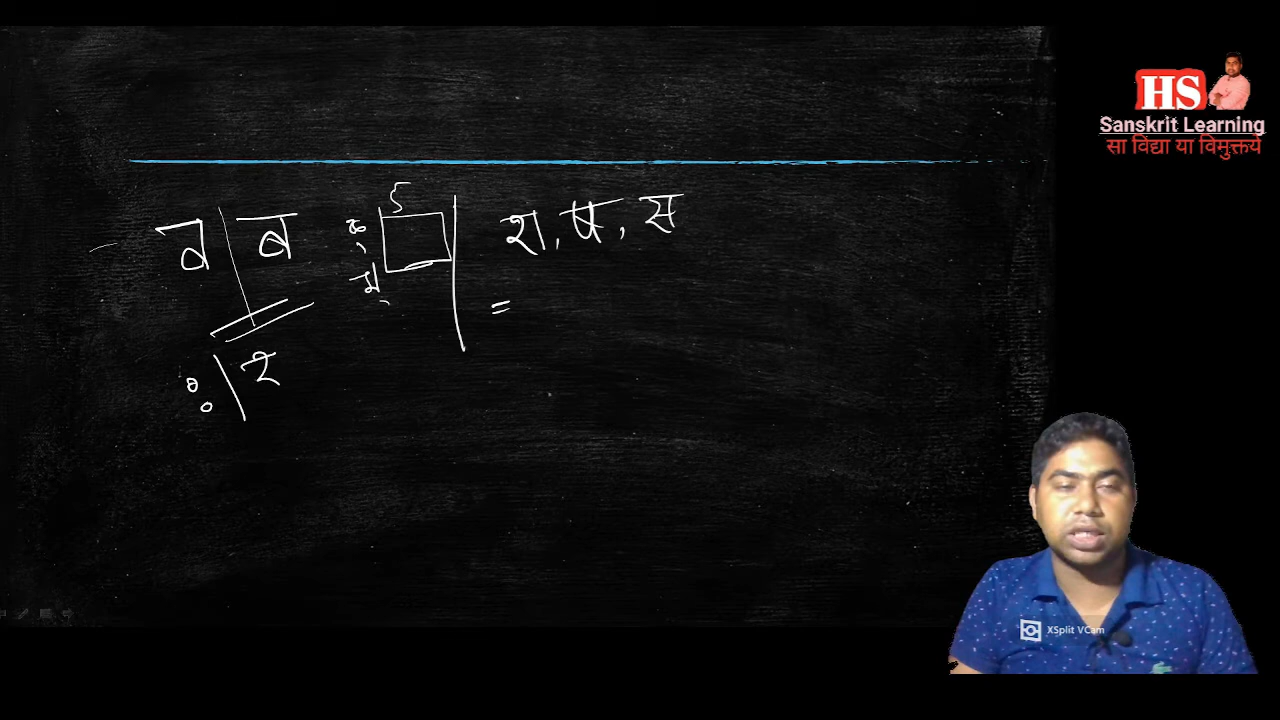 HS
Sanskrit Learning
सा विद्या या विमुक्तये
व | ब
श, ष, स
=
: | र
XSplit VCam